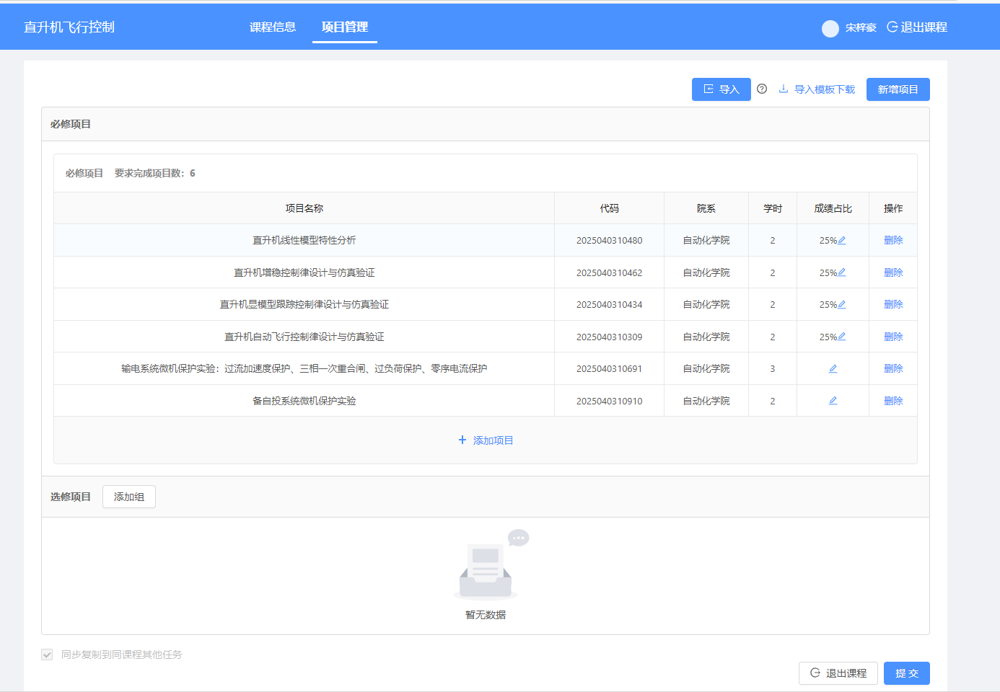 直升机飞行控制 课程信息 项目管理 宋梓豪 退出课程
导入 导入模板下载 新增项目
必修项目
必修项目 要求完成项目数：6
项目名称 代码 院系 学时 成绩占比 操作
直升机线性模型特性分析 2025040310480 自动化学院 2 25% 删除
直升机增稳控制律设计与仿真验证 2025040310462 自动化学院 2 25% 删除
直升机显模型跟踪控制律设计与仿真验证 2025040310434 自动化学院 2 25% 删除
直升机自动飞行控制律设计与仿真验证 2025040310309 自动化学院 2 25% 删除
输电系统微机保护实验：过流加速度保护、三相一次重合闸、过负荷保护、零序电流保护 2025040310691 自动化学院 3 删除
备自投系统微机保护实验 2025040310910 自动化学院 2 删除
+ 添加项目
选修项目 添加组
暂无数据
同步复制到同课程其他任务
退出课程 提交